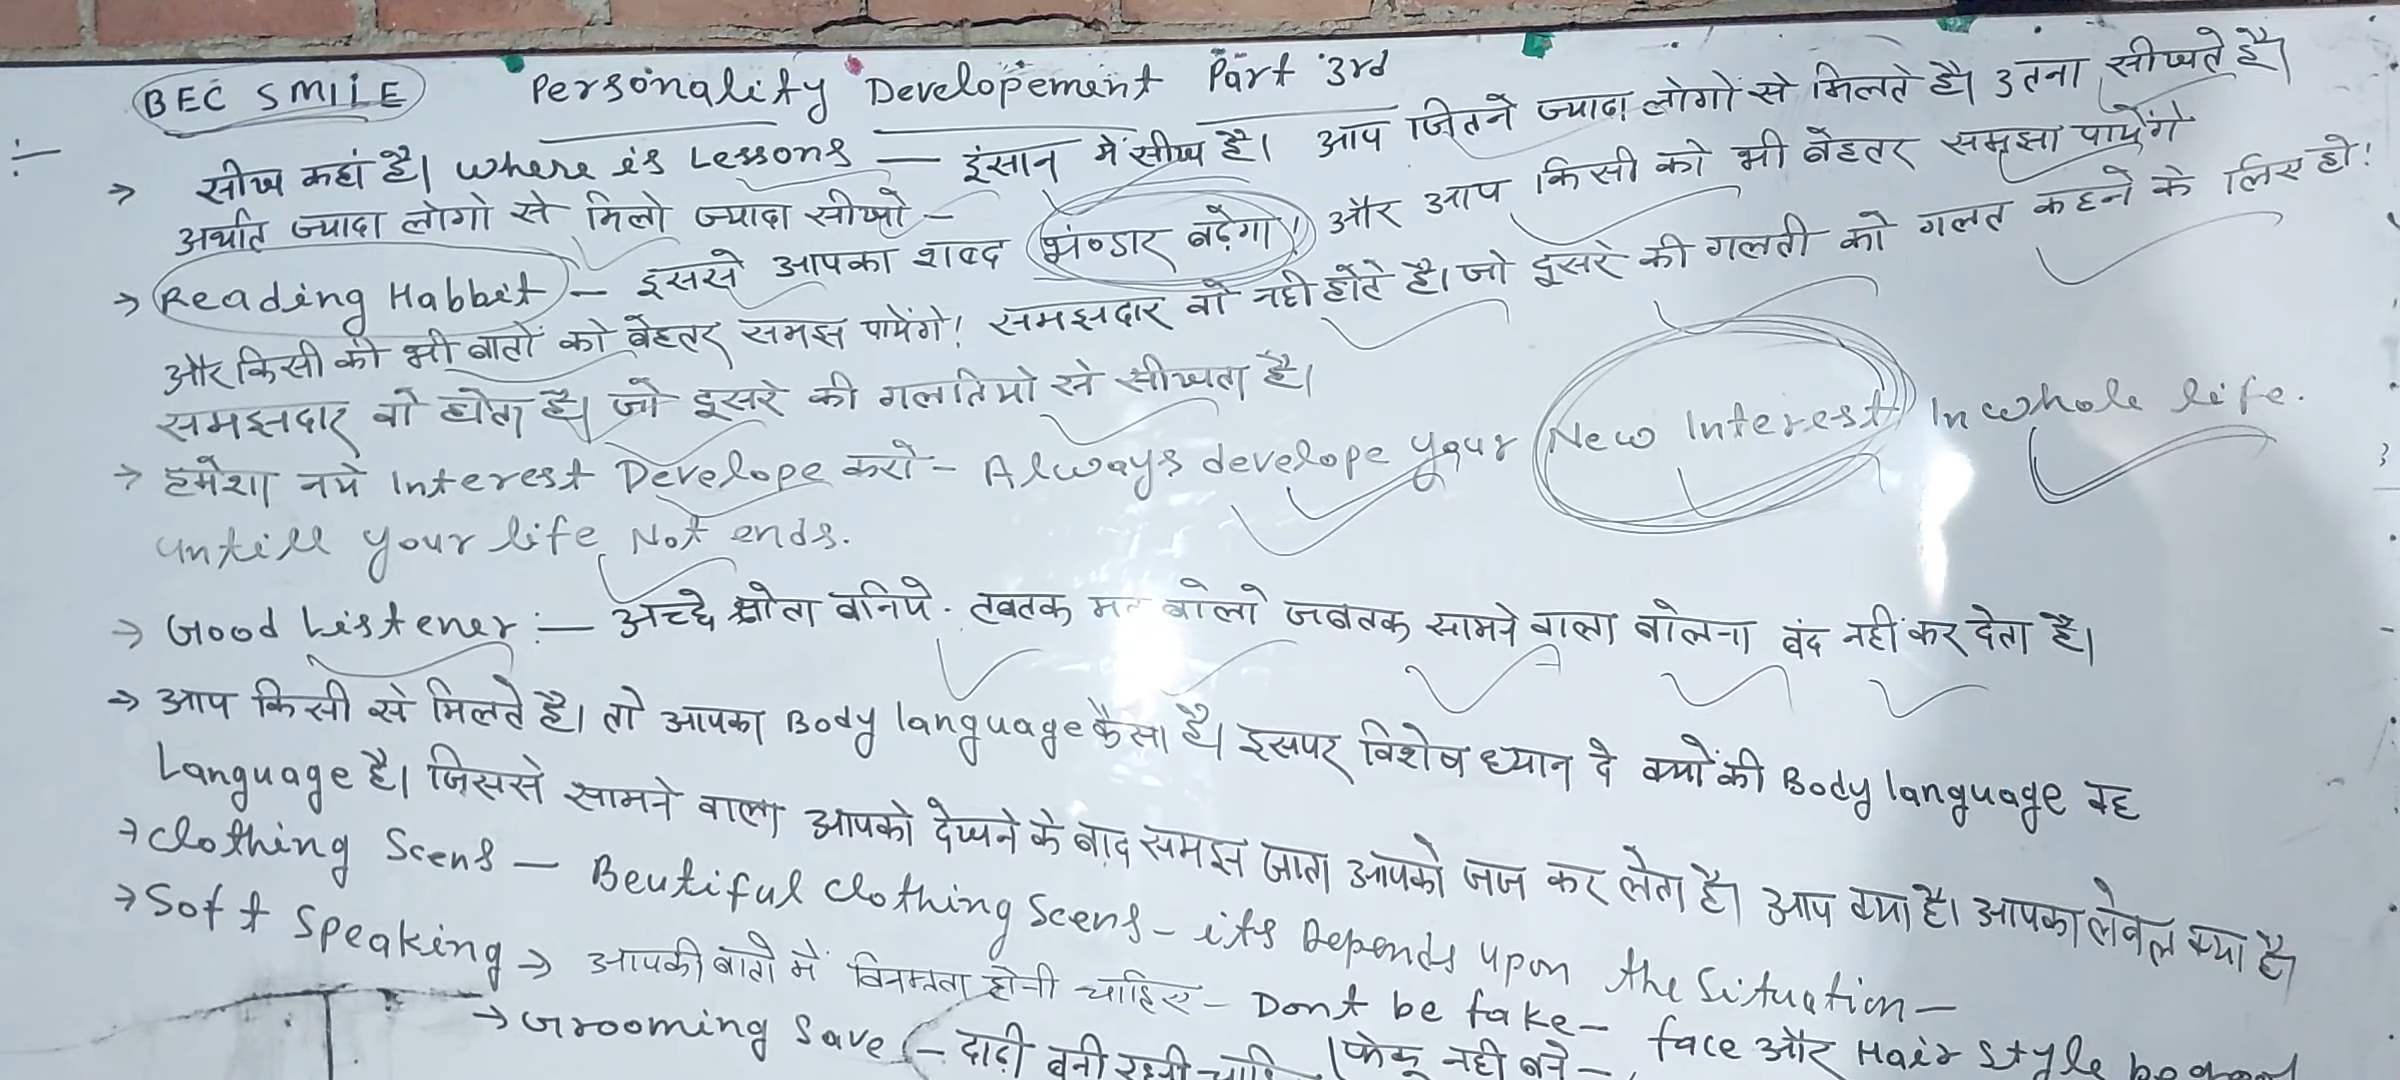 BEC SMILE Personality Developement Part 3rd
:-
→ सीख कहां है। where is Lessons — इंसान में सीख है। आप जितने ज्यादा लोगों से मिलते है। उतना सीखते है।
अर्थात ज्यादा लोगो से मिलो ज्यादा सीखो -
→ Reading Habbit — इससे आपका शब्द भंण्डार बढ़ेगा! और आप किसी को भी बेहतर समझा पायेंगे
और किसी की भी बातों को बेहतर समझ पायेंगे! समझदार वो नही होते है। जो दूसरे की गलती को गलत कहने के लिए हो!
समझदार वो होता है। जो दूसरे की गलतियो से सीखता है।
→ हमेशा नये Interest Develope करो - Always develope your New Interest In whole life.
untill your life Not ends.
→ Good Listener :— अच्छे श्रोता बनिये. तबतक मत बोलो जबतक सामने वाला बोलना बंद नहीं कर देता है।
→ आप किसी से मिलते है। तो आपका Body language कैसा है। इसपर विशेष ध्यान दे क्योंकी Body language वह
Language है। जिससे सामने वाला आपको देखने के बाद समझ जाता आपको जज कर लेता है। आप क्या है। आपका लेवल क्या है।
→ Clothing Scens — Beutiful Clothing Scens - its Depends upon the Situation —
→ Soft Speaking → आपकी बातो में विनम्रता होनी चाहिए - Dont be fake —
→ Grooming Save — दाढ़ी बनी रहनी (फेकू नही बने — face और Hair style